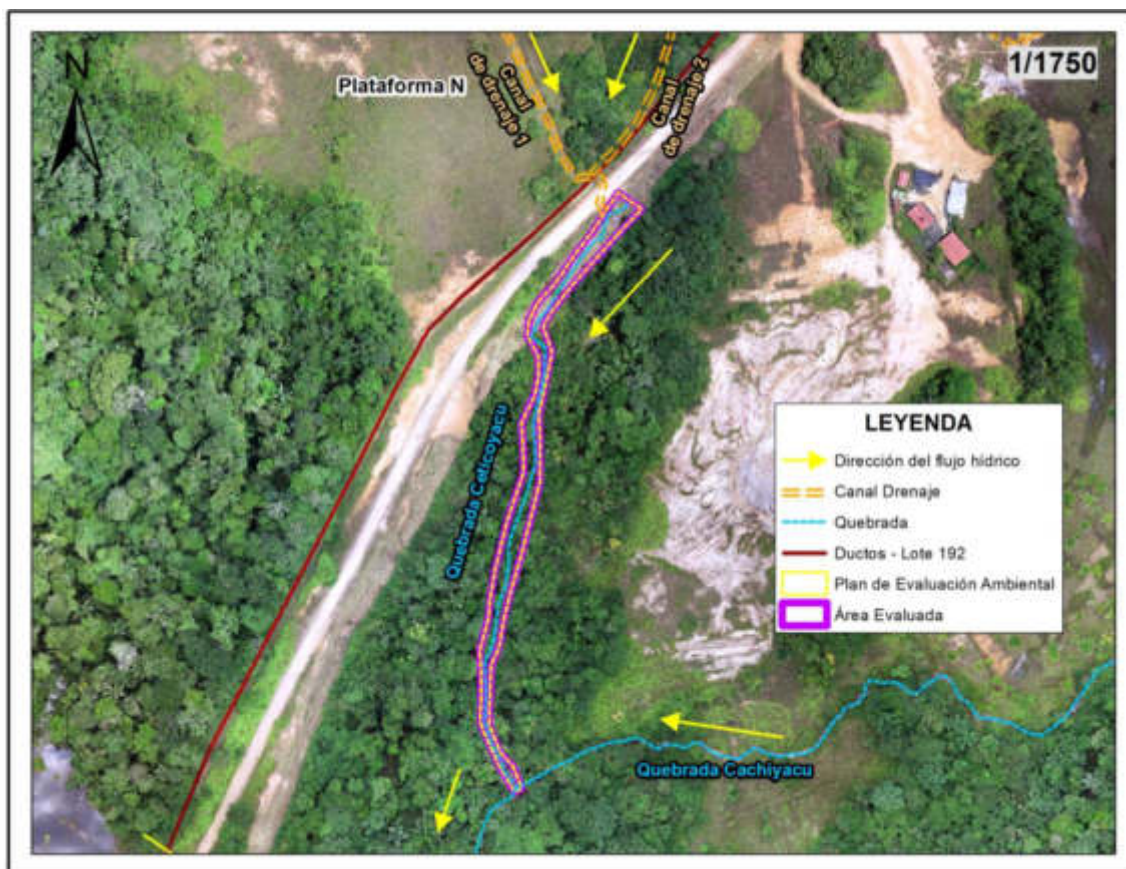 N
Plataforma N
Canal
de drenaje 1
Canal
de drenaje 2
1/1750
Quebrada Ceticoyacu
LEYENDA
Dirección del flujo hídrico
Canal Drenaje
Quebrada
Ductos - Lote 192
Plan de Evaluación Ambiental
Área Evaluada
Quebrada Cachiyacu